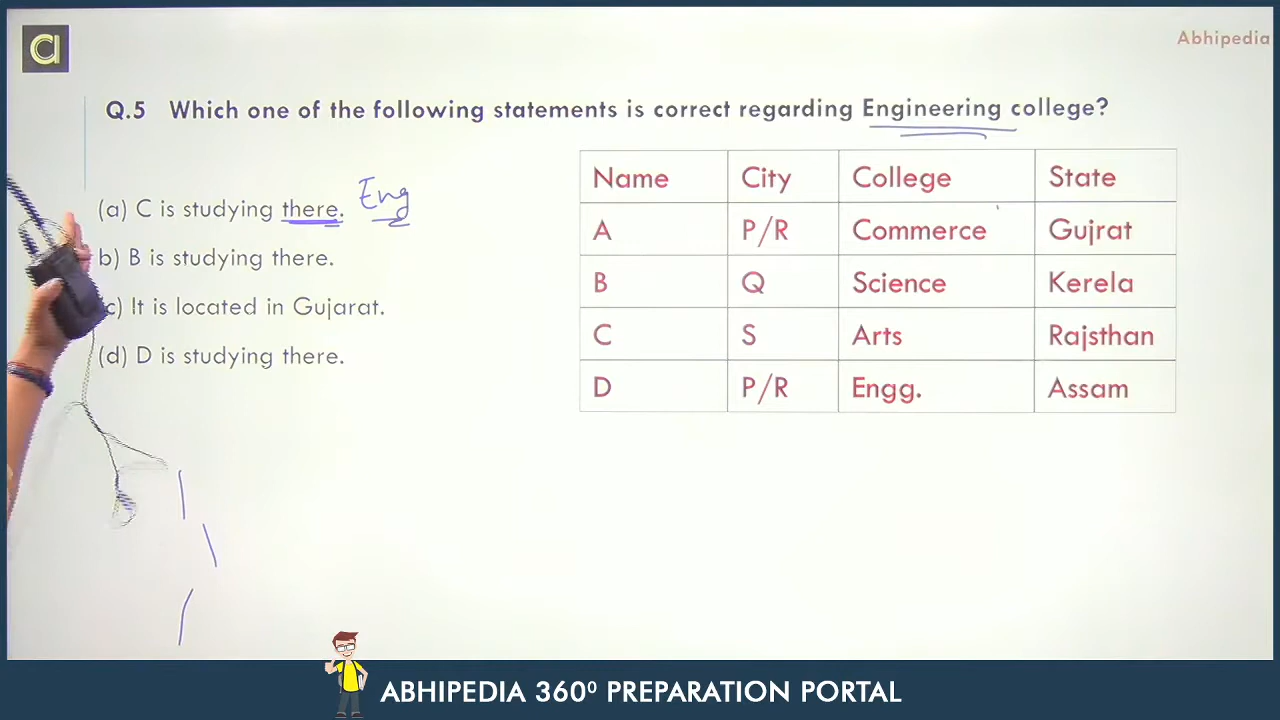 Abhipedia
Q.5 Which one of the following statements is correct regarding Engineering college?
(a) C is studying there. Eng
b) B is studying there.
c) It is located in Gujarat.
(d) D is studying there.
Name City College State
A P/R Commerce Gujrat
B Q Science Kerela
C S Arts Rajsthan
D P/R Engg. Assam
ABHIPEDIA 360⁰ PREPARATION PORTAL